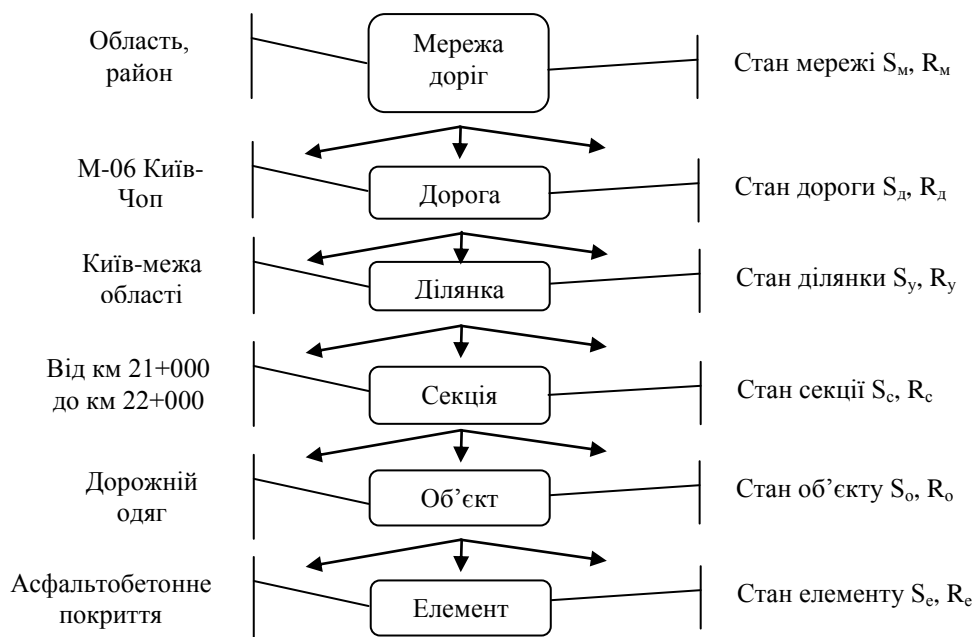 Область,
район
Мережа
доріг
Стан мережі Sм, Rм
М-06 Київ-
Чоп
Дорога
Стан дороги Sд, Rд
Київ-межа
області
Ділянка
Стан ділянки Sу, Rу
Від км 21+000
до км 22+000
Секція
Стан секції Sс, Rс
Дорожній
одяг
Об’єкт
Стан об’єкту Sо, Rо
Асфальтобетонне
покриття
Елемент
Стан елементу Sе, Rе